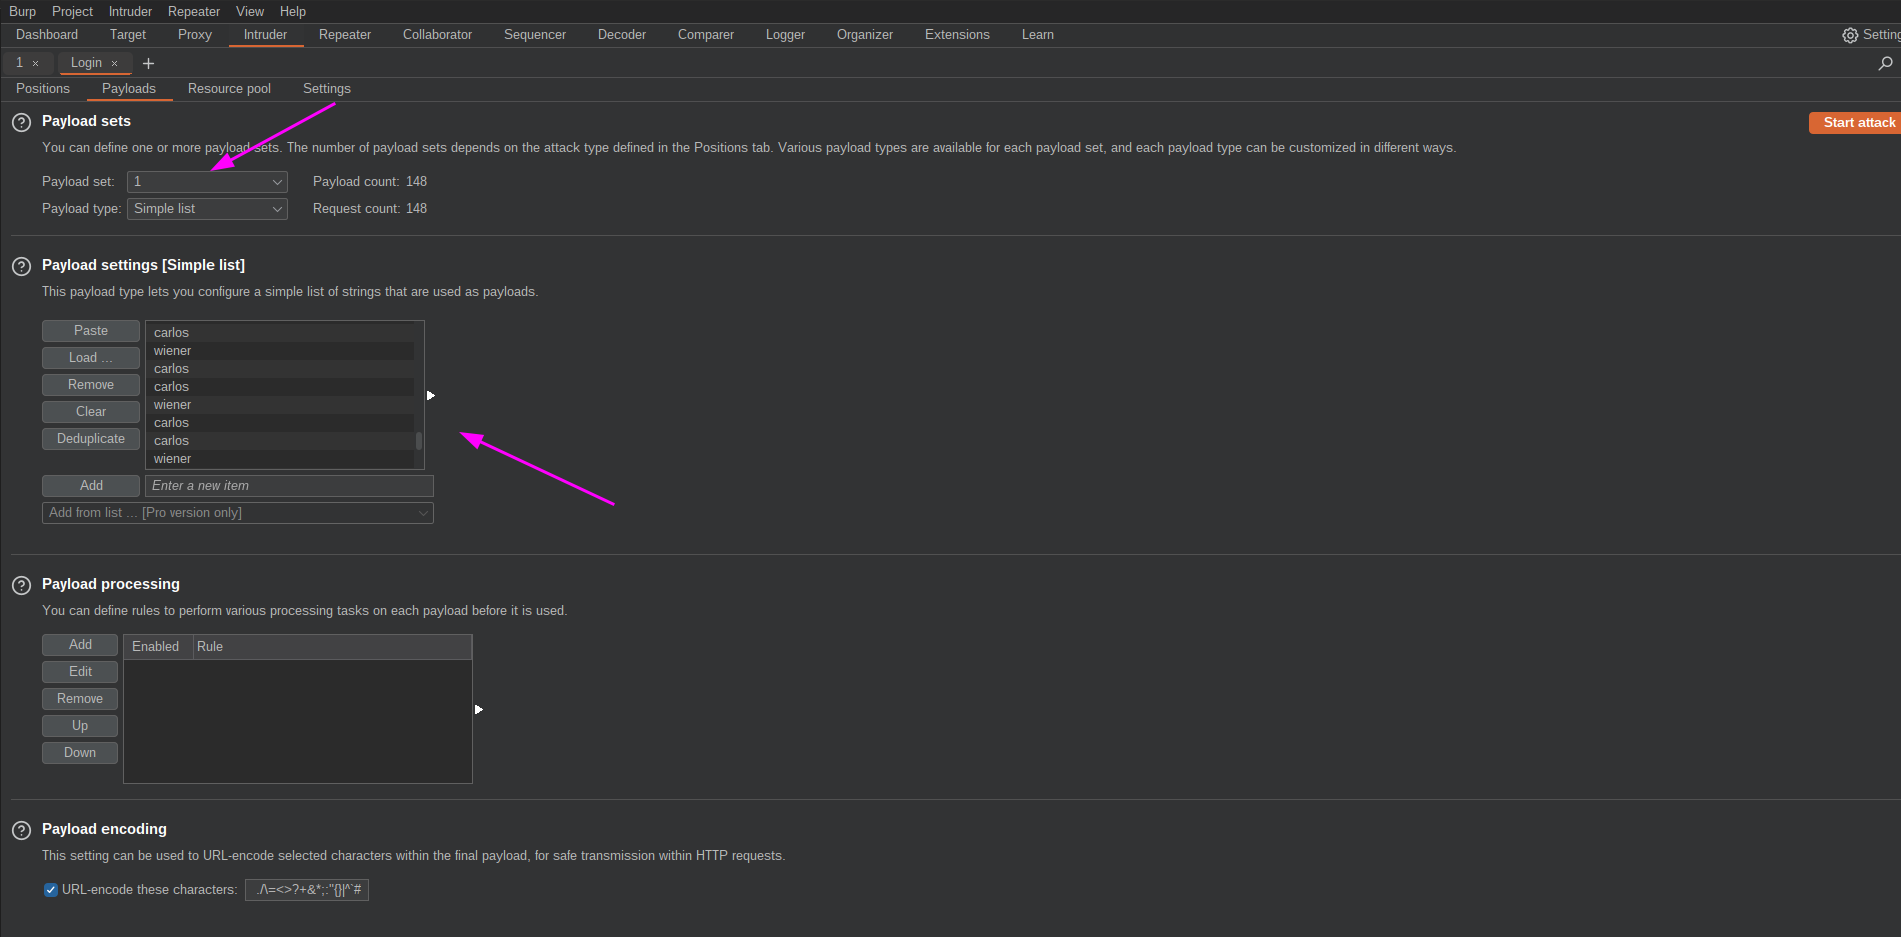 Burp Project Intruder Repeater View Help
Dashboard Target Proxy Intruder Repeater Collaborator Sequencer Decoder Comparer Logger Organizer Extensions Learn Setting
1 × Login × +
Positions Payloads Resource pool Settings
? Payload sets Start attack
You can define one or more payload sets. The number of payload sets depends on the attack type defined in the Positions tab. Various payload types are available for each payload set, and each payload type can be customized in different ways.
Payload set: 1 Payload count: 148
Payload type: Simple list Request count: 148
? Payload settings [Simple list]
This payload type lets you configure a simple list of strings that are used as payloads.
Paste carlos
wiener
Load ... carlos
Remove carlos
wiener
Clear carlos
Deduplicate carlos
wiener
Add Enter a new item
Add from list ... [Pro version only]
? Payload processing
You can define rules to perform various processing tasks on each payload before it is used.
Add Enabled Rule
Edit
Remove
Up
Down
? Payload encoding
This setting can be used to URL-encode selected characters within the final payload, for safe transmission within HTTP requests.
URL-encode these characters: ./\=<>?+&*;:"{}|^`#